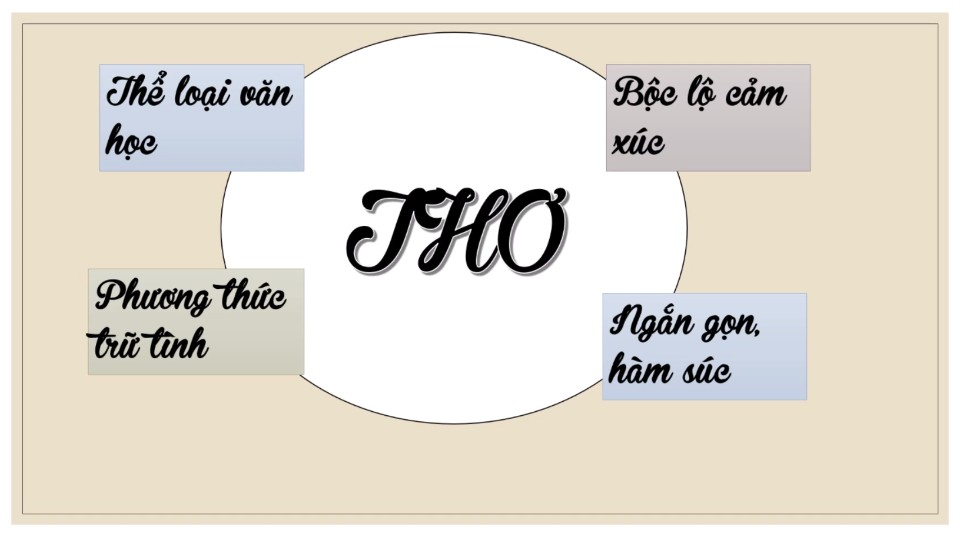 Thể loại văn
học
Bộc lộ cảm
xúc
THƠ
Phương thức
trữ tình
Ngắn gọn,
hàm súc